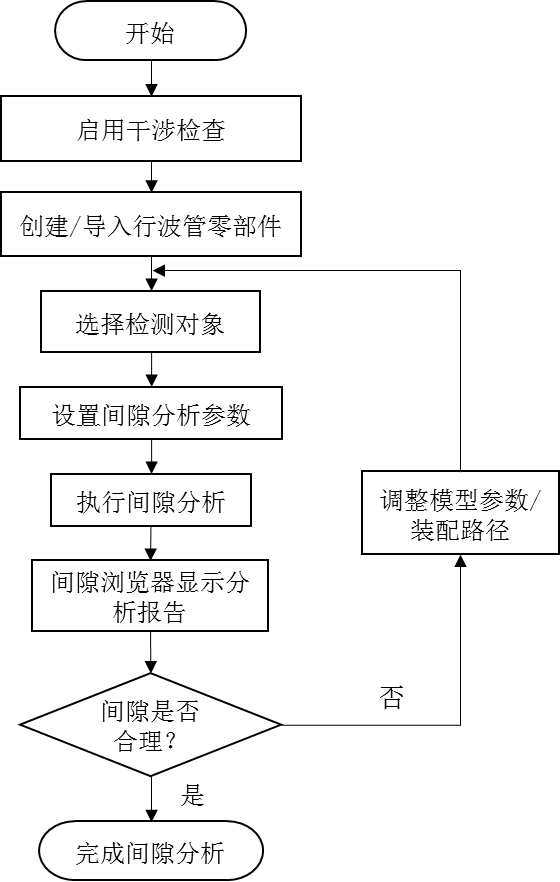 开始
启用干涉检查
创建/导入行波管零部件
选择检测对象
设置间隙分析参数
执行间隙分析
调整模型参数/
装配路径
间隙浏览器显示分
析报告
间隙是否
合理?
否
是
完成间隙分析